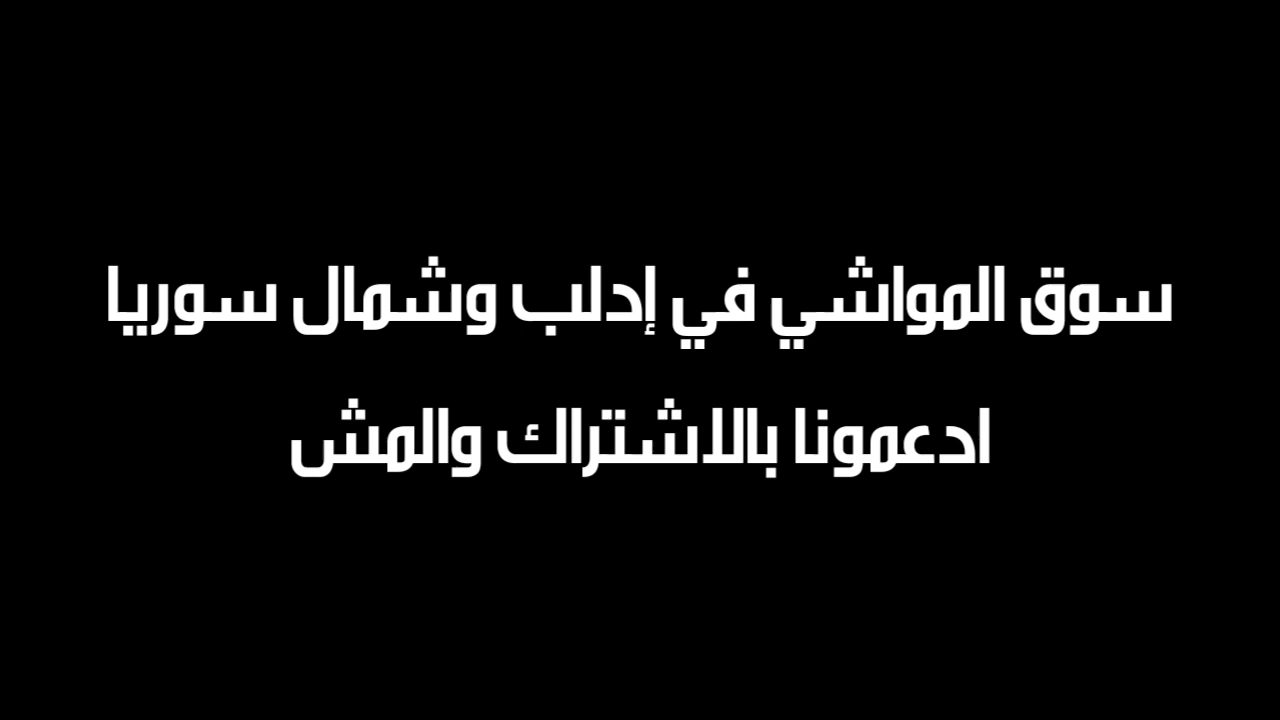 سوق المواشي في إدلب وشمال سوريا
ادعمونا بالاشتراك والمش